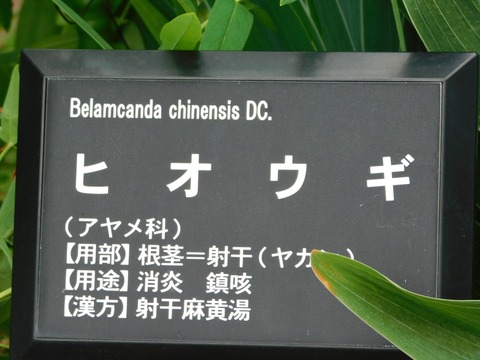 Belamcanda chinensis DC.
ヒオウギ
(アヤメ科)
【用部】根茎＝射干(ヤカ
【用途】消炎　鎮咳
【漢方】射干麻黄湯